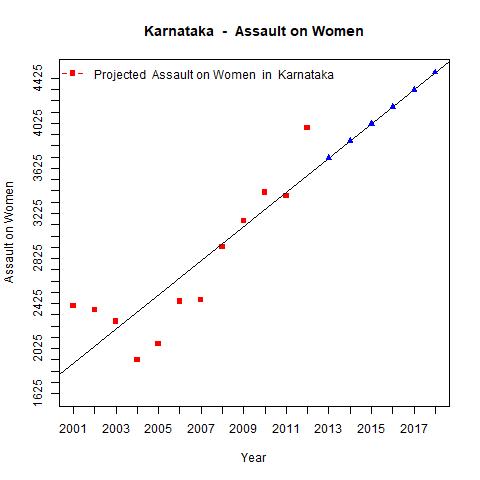 Karnataka - Assault on Women
Projected Assault on Women in Karnataka
4425
4025
3625
3225
2825
2425
2025
1625
Assault on Women
2001 2003 2005 2007 2009 2011 2013 2015 2017
Year